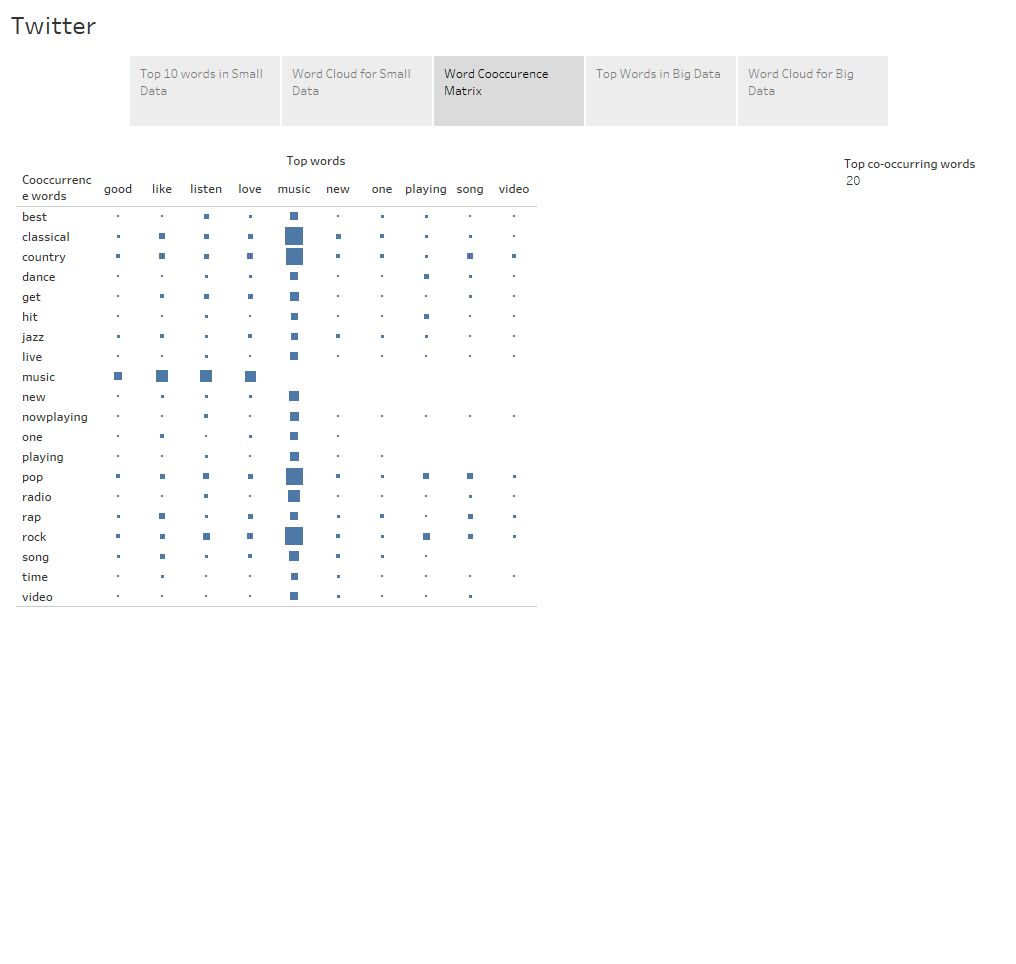 Twitter
Top 10 words in Small
Data
Word Cloud for Small
Data
Word Cooccurence
Matrix
Top Words in Big Data
Word Cloud for Big
Data
Top words
Cooccurrenc
e words
good like listen love music new one playing song video
best
classical
country
dance
get
hit
jazz
live
music
new
nowplaying
one
playing
pop
radio
rap
rock
song
time
video
Top co-occurring words
20